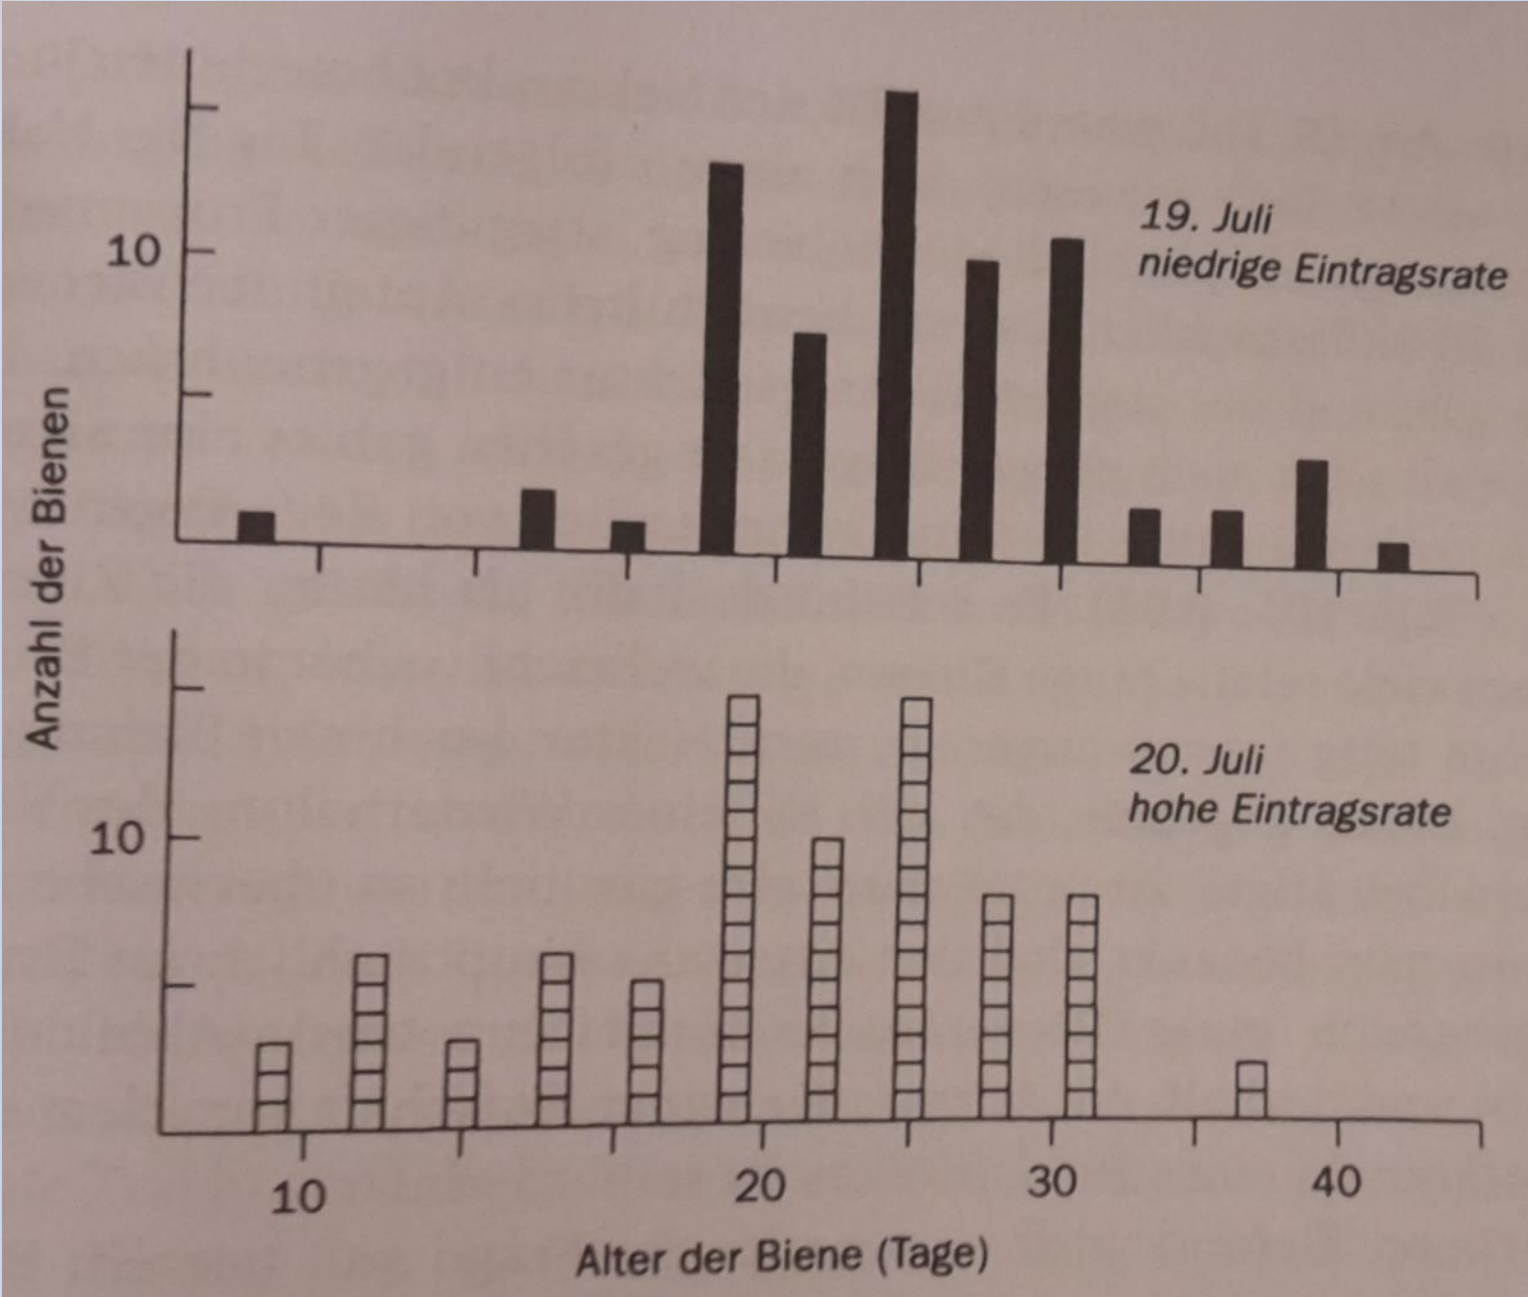 Anzahl der Bienen
10
19. Juli
niedrige Eintragsrate
10
20. Juli
hohe Eintragsrate
10
20
30
40
Alter der Biene (Tage)